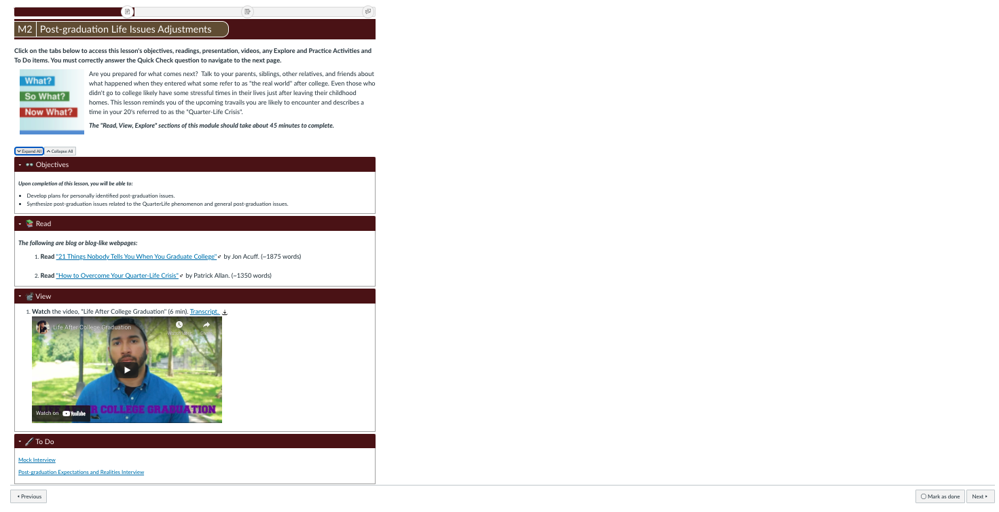 M2 Post-graduation Life Issues Adjustments
Click on the tabs below to access this lesson's objectives, readings, presentation, videos, any Explore and Practice Activities and
To Do items. You must correctly answer the Quick Check question to navigate to the next page.
What?
So What?
Now What?
Are you prepared for what comes next?  Talk to your parents, siblings, other relatives, and friends about
what happened when they entered what some refer to as "the real world" after college. Even those who
didn't go to college likely have some stressful times in their lives just after leaving their childhood
homes. This lesson reminds you of the upcoming travails you are likely to encounter and describes a
time in your 20's referred to as the "Quarter-Life Crisis".
The "Read, View, Explore" sections of this module should take about 45 minutes to complete.
Expand All Collapse All
Objectives
Upon completion of this lesson, you will be able to:
• Develop plans for personally identified post-graduation issues.
• Synthesize post-graduation issues related to the QuarterLife phenomenon and general post-graduation issues.
Read
The following are blog or blog-like webpages:
1. Read "21 Things Nobody Tells You When You Graduate College" by Jon Acuff. (~1875 words)
2. Read "How to Overcome Your Quarter-Life Crisis" by Patrick Allan. (~1350 words)
View
1. Watch the video, "Life After College Graduation" (6 min). Transcript.
Life After College Graduation
Watch later
COLLEGE GRADUATION
Watch on YouTube
To Do
Mock Interview
Post-graduation Expectations and Realities Interview
Previous
Mark as done
Next